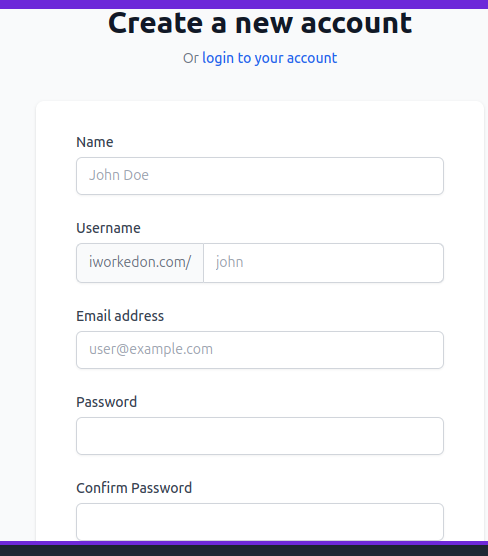 Create a new account
Or login to your account
Name
John Doe
Username
iworkedon.com/ john
Email address
user@example.com
Password
Confirm Password